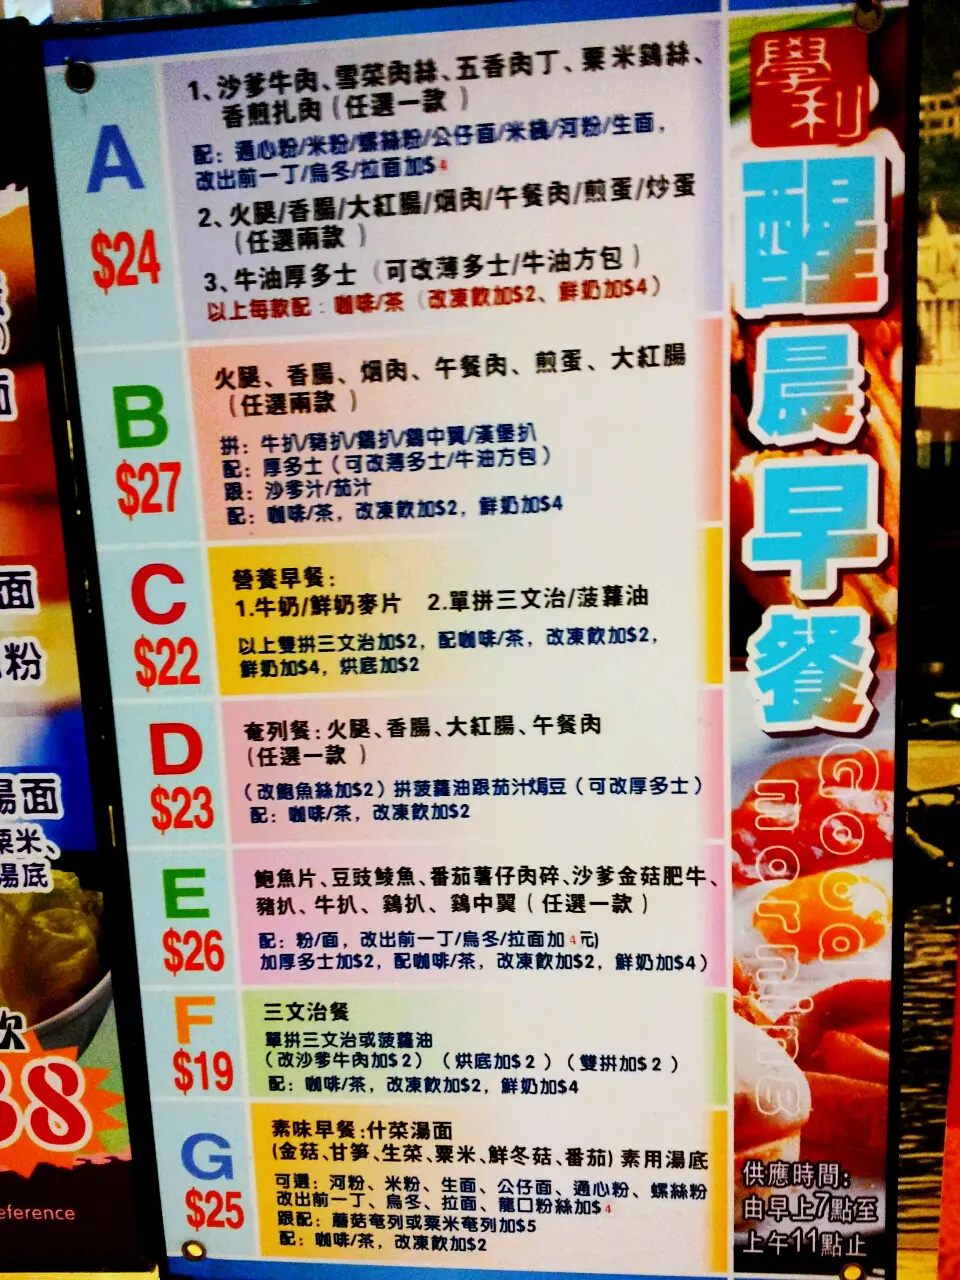 A
$24
1、沙爹牛肉、雪菜肉絲、五香肉丁、粟米鷄絲、
香煎扎肉(任選一款 )
配：通心粉/米粉/螺絲粉/公仔面/米綫/河粉/生面，
改出前一丁/烏冬/拉面加$4
2、火腿/香腸/大紅腸/烟肉/午餐肉/煎蛋/炒蛋
(任選兩款 )
3、牛油厚多士（可改薄多士/牛油方包）
以上每款配：咖啡/茶（改凍飲加$2、鮮奶加$4）
B
$27
火腿、香腸、烟肉、午餐肉、煎蛋、大紅腸
(任選兩款 )
拼：牛扒/豬扒/鷄扒/鷄中翼/漢堡扒
配：厚多士（可改薄多士/牛油方包）
跟：沙爹汁/茄汁
配：咖啡/茶，改凍飲加$2，鮮奶加$4
C
$22
營養早餐：
1.牛奶/鮮奶麥片 2.單拼三文治/菠蘿油
以上雙拼三文治加$2，配咖啡/茶，改凍飲加$2，
鮮奶加$4，烘底加$2
D
$23
奄列餐：火腿、香腸、大紅腸、午餐肉
(任選一款 )
（改鮑魚絲加$2）拼菠蘿油跟茄汁焗豆（可改厚多士）
配：咖啡/茶，改凍飲加$2
E
$26
鮑魚片、豆豉鯪魚、番茄薯仔肉碎、沙爹金菇肥牛、
豬扒、牛扒、鷄扒、鷄中翼（任選一款）
配：粉/面，改出前一丁/烏冬/拉面加4元)
加厚多士加$2，配咖啡/茶，改凍飲加$2，鮮奶加$4）
F
$19
三文治餐
單拼三文治或菠蘿油
（改沙爹牛肉加$2）（烘底加$2）（雙拼加$2）
配：咖啡/茶，改凍飲加$2，鮮奶加$4
G
$25
素味早餐：什菜湯面
(金菇、甘筍、生菜、粟米、鮮冬菇、番茄）素用湯底
可選：河粉、米粉、生面、公仔面、通心粉、螺絲粉
改出前一丁、烏冬、拉面、龍口粉絲加$4
跟配：蘑菇奄列或粟米奄列加$5
配：咖啡/茶，改凍飲加$2
學利
醒晨早餐
Good
morning
供應時間：
由早上7點至
上午11點止
面
粉
湯面
粟米、
湯底
38
eference